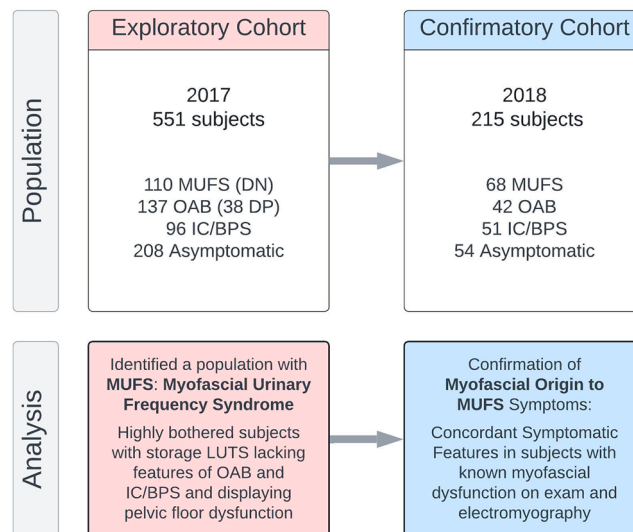 Exploratory Cohort
Confirmatory Cohort
Population
2017
551 subjects
110 MUFS (DN)
137 OAB (38 DP)
96 IC/BPS
208 Asymptomatic
2018
215 subjects
68 MUFS
42 OAB
51 IC/BPS
54 Asymptomatic
Analysis
Identified a population with
MUFS: Myofascial Urinary
Frequency Syndrome
Highly bothered subjects
with storage LUTS lacking
features of OAB and
IC/BPS and displaying
pelvic floor dysfunction
Confirmation of
Myofascial Origin to
MUFS Symptoms:
Concordant Symptomatic
Features in subjects with
known myofascial
dysfunction on exam and
electromyography